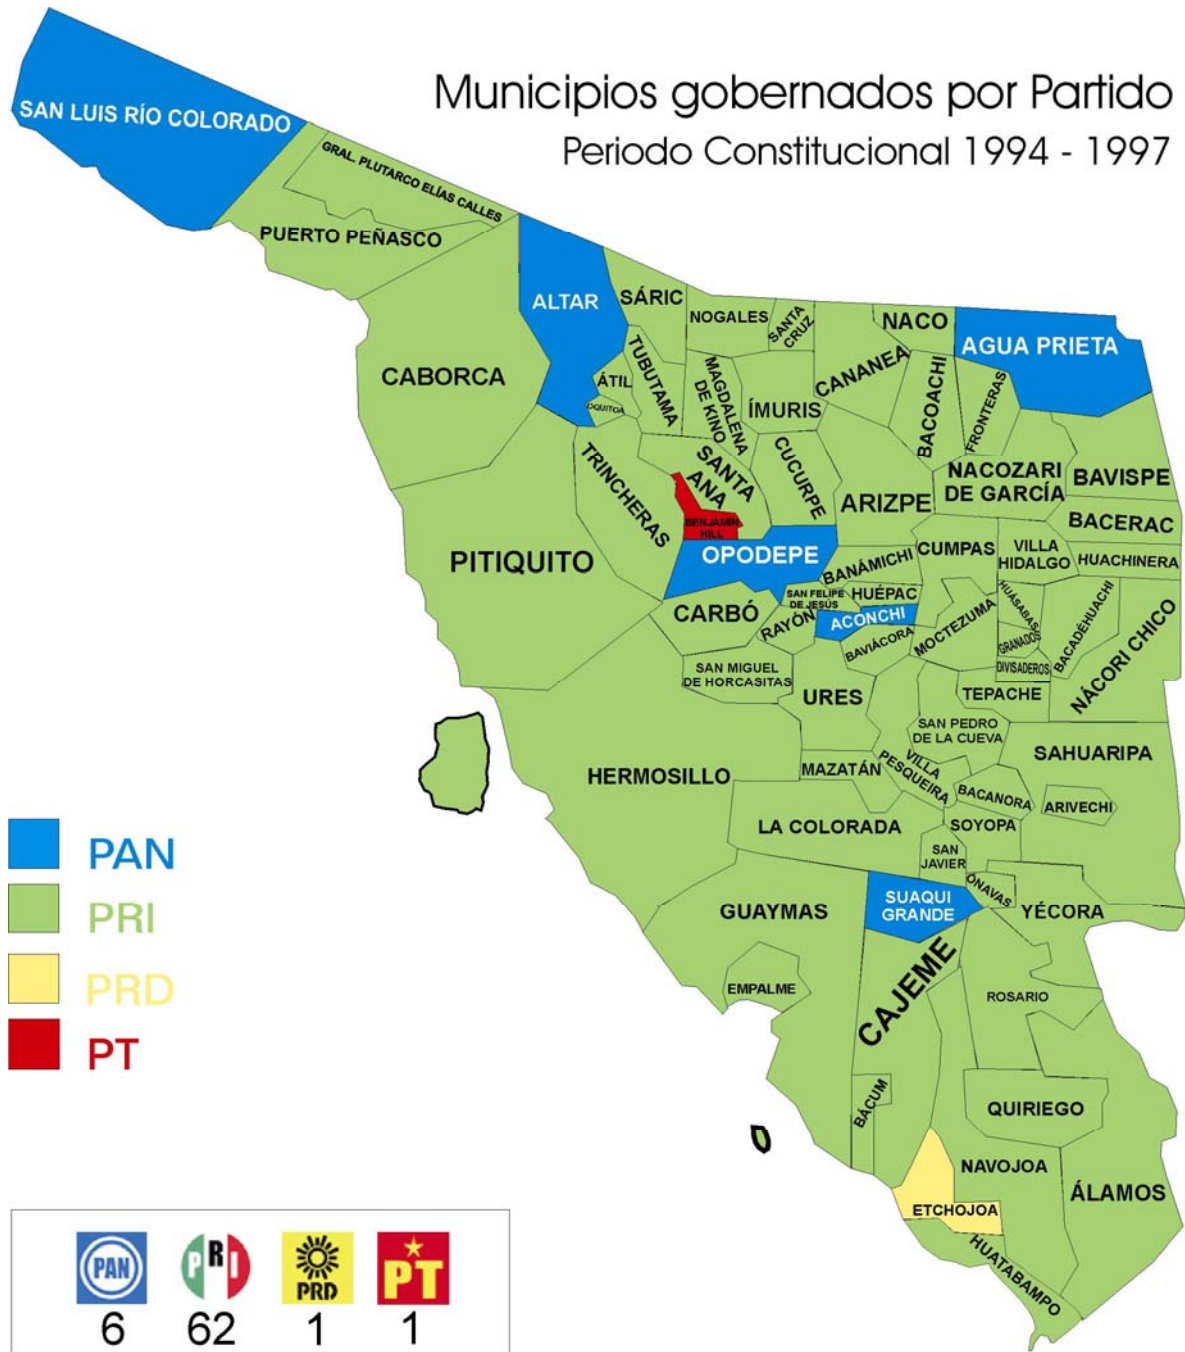 Municipios gobernados por Partido
Periodo Constitucional 1994 - 1997
SAN LUIS RÍO COLORADO
GRAL. PLUTARCO ELÍAS CALLES
PUERTO PEÑASCO
CABORCA
ALTAR
SÁRIC
NOGALES
SANTA
CRUZ
NACO
AGUA PRIETA
CANANEA
BACOACHI
FRONTERAS
TUBUTAMA
ÁTIL
OQUITOA
MAGDALENA
DE KINO
ÍMURIS
CUCURPE
SANTA
ANA
TRINCHERAS
BENJAMIN
HILL
ARIZPE
NACOZARI
DE GARCÍA
BAVISPE
BACERAC
PITIQUITO
OPODEPE
BANÁMICHI
CUMPAS
VILLA
HIDALGO
HUACHINERA
SAN FELIPE
DE JESÚS
HUÉPAC
CARBÓ
RAYÓN
ACONCHI
BAVIÁCORA
MOCTEZUMA
HUÁSABAS
GRANADOS
DIVISADEROS
BACADÉHUACHI
NÁCORI CHICO
SAN MIGUEL
DE HORCASITAS
URES
TEPACHE
SAN PEDRO
DE LA CUEVA
SAHUARIPA
HERMOSILLO
MAZATÁN
VILLA
PESQUEIRA
BACANORA
ARIVECHI
LA COLORADA
SOYOPA
SAN
JAVIER
ÓNAVAS
SUAQUI
GRANDE
YÉCORA
GUAYMAS
EMPALME
CAJEME
ROSARIO
BÁCUM
QUIRIEGO
NAVOJOA
ÁLAMOS
ETCHOJOA
HUATABAMPO
PAN
PRI
PRD
PT
PAN
PRI
PRD
PT
6 62 1 1